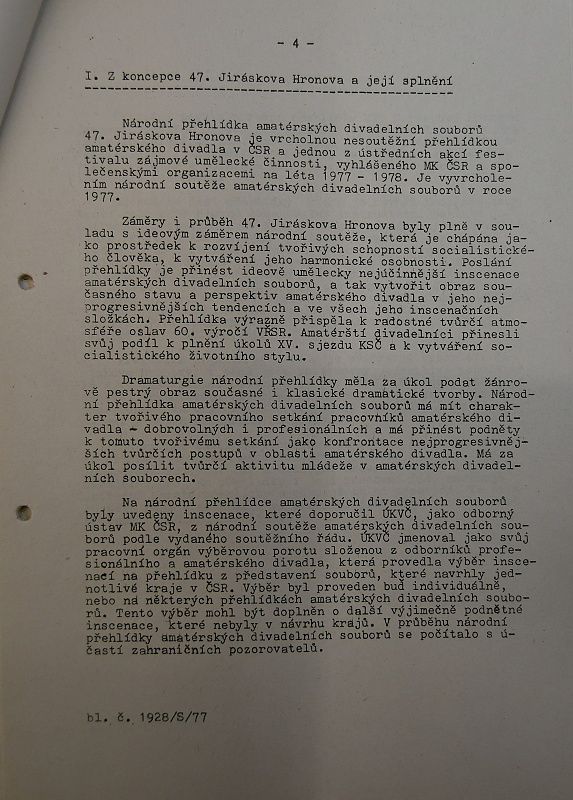 - 4 -
I. Z koncepce 47. Jiráskova Hronova a její splnění
Národní přehlídka amatérských divadelních souborů
47. Jiráskova Hronova je vrcholnou nesoutěžní přehlídkou
amatérského divadla v ČSR a jednou z ústředních akcí fes-
tivalu zájmové umělecké činnosti, vyhlášeného MK ČSR a spo-
lečenskými organizacemi na léta 1977 - 1978. Je vyvrchole-
ním národní soutěže amatérských divadelních souborů v roce
1977.
Záměry i průběh 47. Jiráskova Hronova byly plně v sou-
ladu s ideovým záměrem národní soutěže, která je chápána ja-
ko prostředek k rozvíjení tvořivých schopností socialistické-
ho člověka, k vytváření jeho harmonické osobnosti. Poslání
přehlídky je přinést ideově umělecky nejúčinnější inscenace
amatérských divadelních souborů, a tak vytvořit obraz sou-
časného stavu a perspektiv amatérského divadla v jeho nej-
progresivnějších tendencích a ve všech jeho inscenačních
složkách. Přehlídka výrazně přispěla k radostné tvůrčí atmo-
sféře oslav 60. výročí VŘSR. Amatérští divadelníci přinesli
svůj podíl k plnění úkolů XV. sjezdu KSČ a k vytváření so-
cialistického životního stylu.
Dramaturgie národní přehlídky měla za úkol podat žánro-
vě pestrý obraz současné i klasické dramatické tvorby. Národ-
ní přehlídka amatérských divadelních souborů má mít charak-
ter tvořivého pracovního setkání pracovníků amatérského di-
vadla - dobrovolných i profesionálních a má přinést podněty
k tomuto tvořivému setkání jako konfrontace nejprogresivněj-
ších tvůrčích postupů v oblasti amatérského divadla. Má za
úkol posílit tvůrčí aktivitu mládeže v amatérských divadel-
ních souborech.
Na národní přehlídce amatérských divadelních souborů
byly uvedeny inscenace, které doporučil ÚKVČ, jako odborný
ústav MK ČSR, z národní soutěže amatérských divadelních sou-
borů podle vydaného soutěžního řádu. ÚKVČ jmenoval jako svůj
pracovní orgán výběrovou porotu složenou z odborníků profe-
sionálního a amatérského divadla, která provedla výběr insce-
nací na přehlídku z představení souborů, které navrhly jed-
notlivé kraje v ČSR. Výběr byl proveden buď individuálně,
nebo na některých přehlídkách amatérských divadelních soubo-
rů. Tento výběr mohl být doplněn o další výjimečně podnětné
inscenace, které nebyly v návrhu krajů. V průběhu národní
přehlídky amatérských divadelních souborů se počítalo s ú-
častí zahraničních pozorovatelů.
bl. č. 1928/S/77